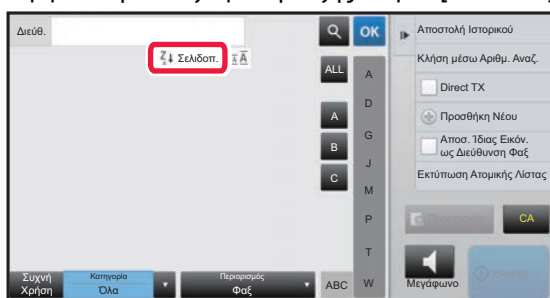 Διεύθ.
OK
Σελιδοπ.
ALL
A
B
C
ABC
A
D
G
J
M
P
T
W
Συχνή
Χρήση
Κατηγορία
Όλα
Περιορισμός
Φαξ
Αποστολή Ιστορικού
Κλήση μέσω Αριθμ. Αναζ.
Direct TX
Προσθήκη Νέου
Αποσ. Ίδιας Εικόν.
ως Διεύθυνση Φαξ
Εκτύπωση Ατομικής Λίστας
CA
Μεγάφωνο
Έναρξη